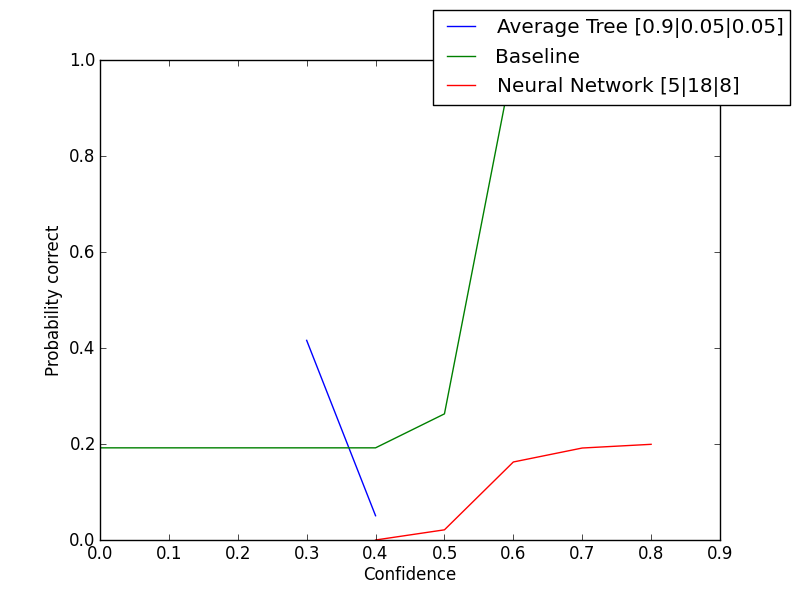 Average Tree [0.9|0.05|0.05]
Baseline
Neural Network [5|18|8]
1.0
0.8
0.6
0.4
0.2
0.0
Probability correct
0.0 0.1 0.2 0.3 0.4 0.5 0.6 0.7 0.8 0.9
Confidence